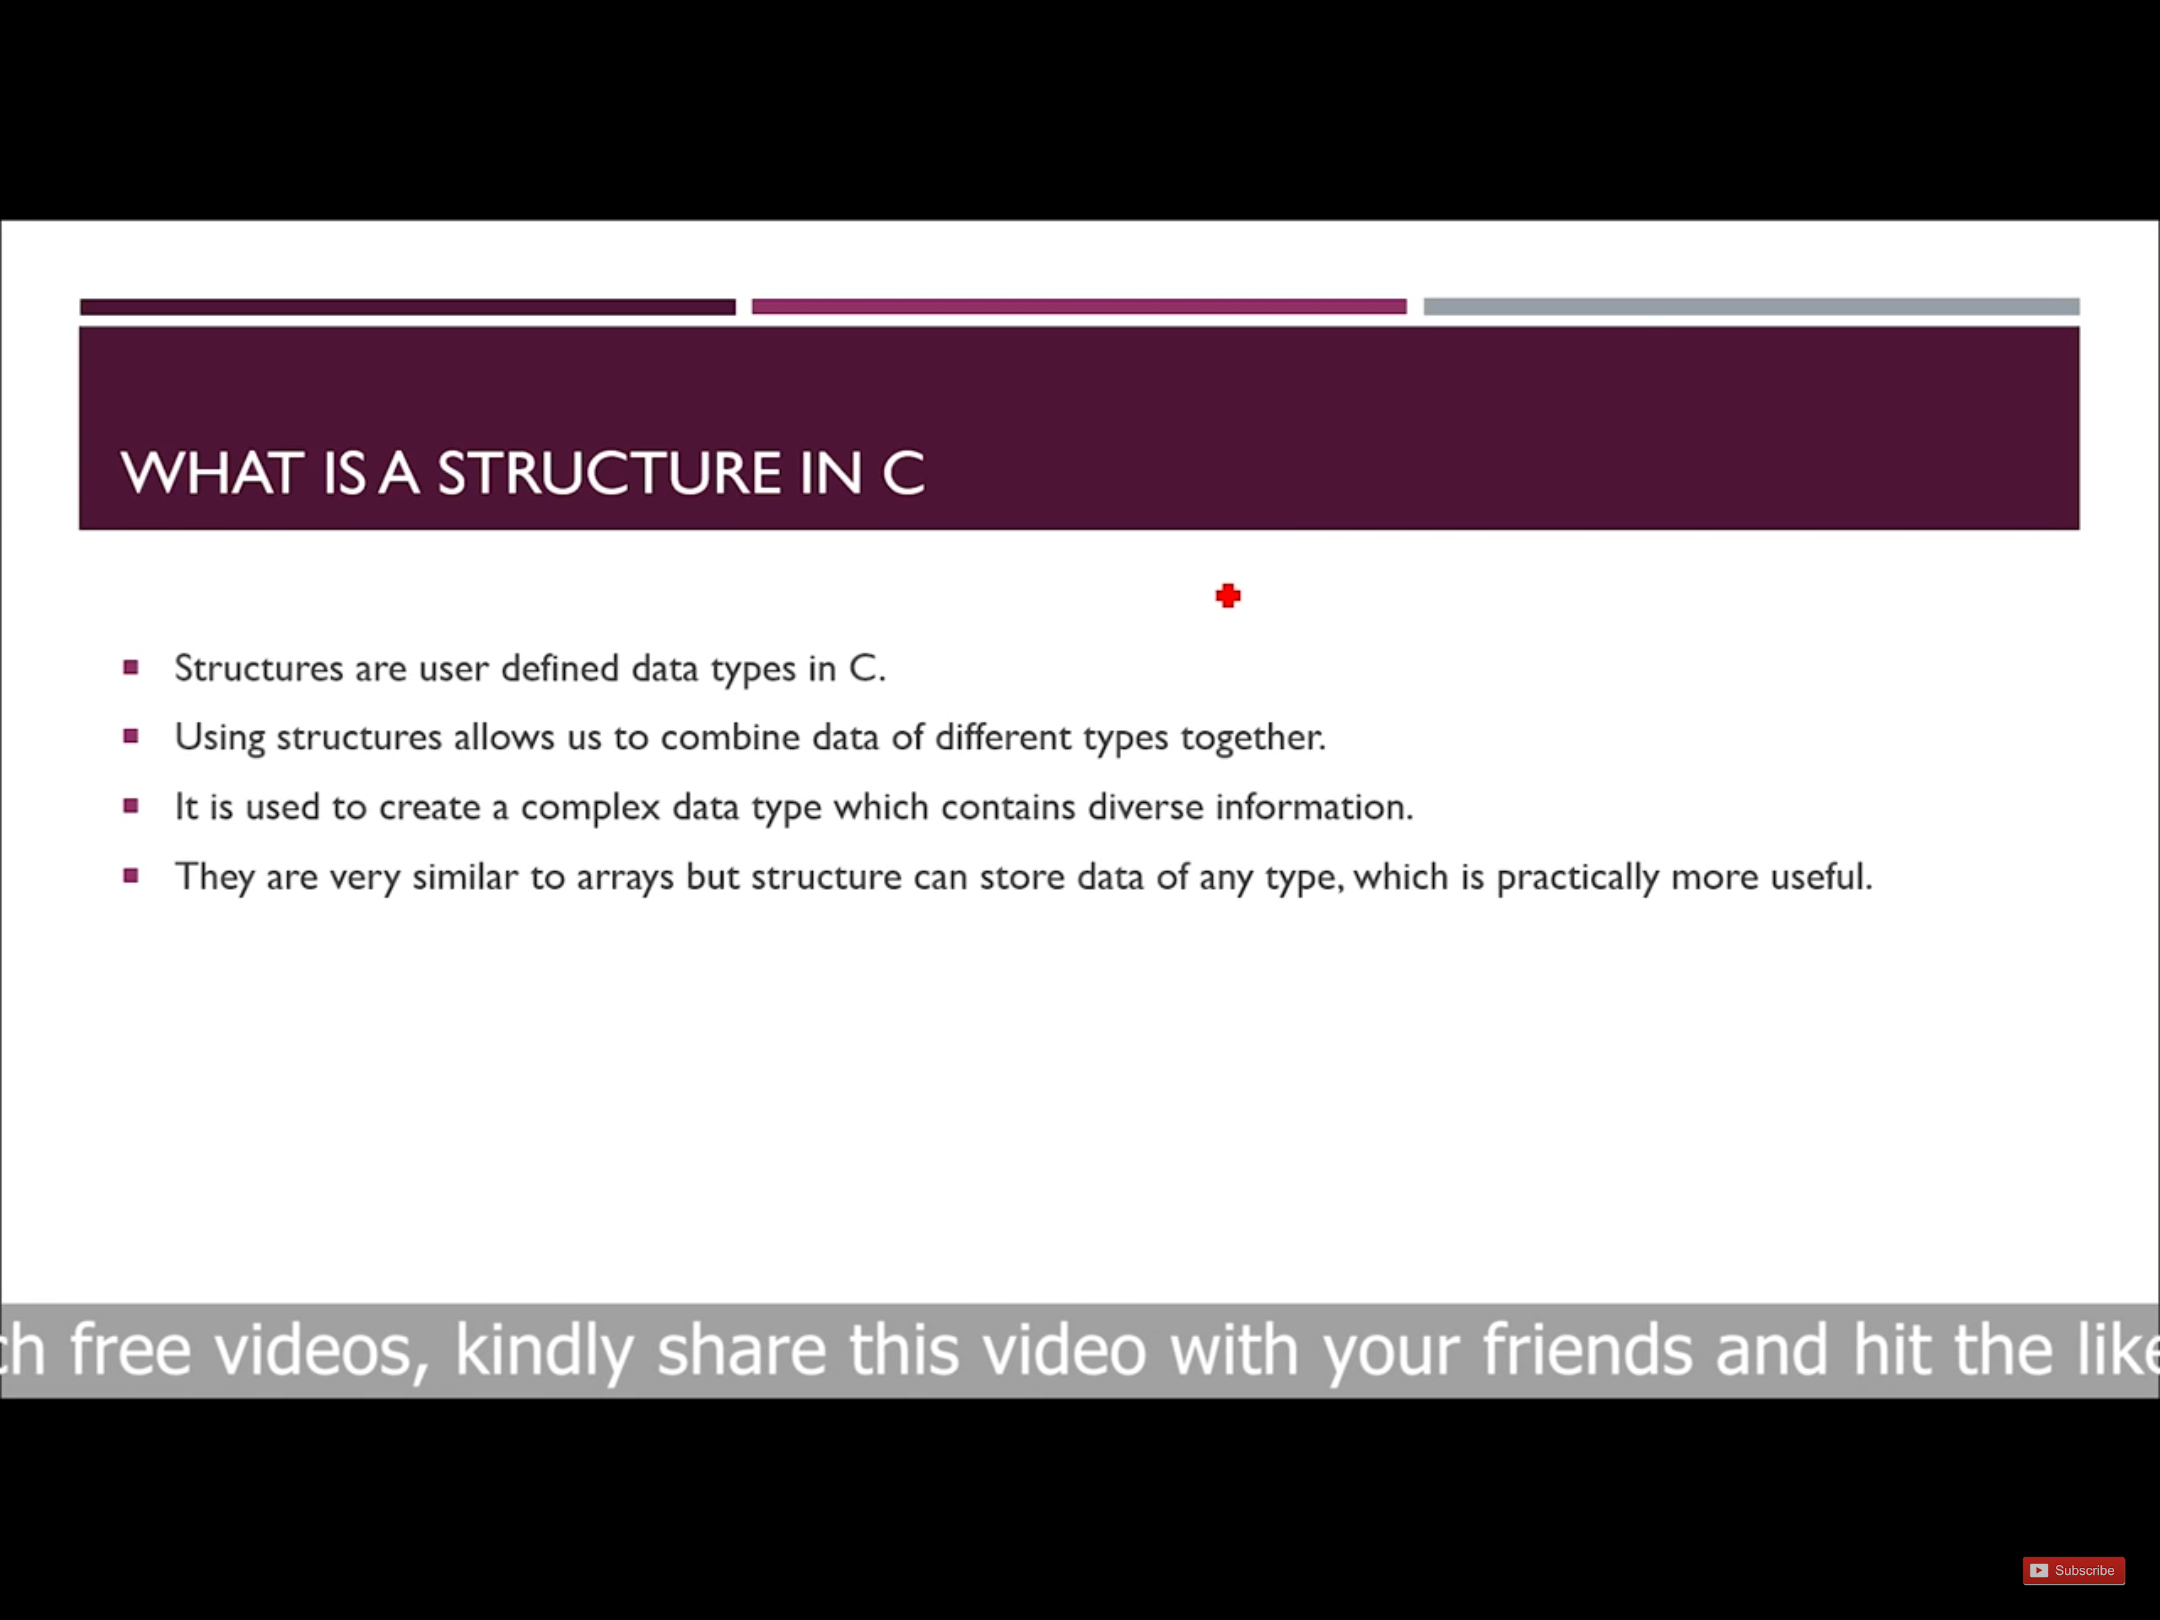 WHAT IS A STRUCTURE IN C
Structures are user defined data types in C.
Using structures allows us to combine data of different types together.
It is used to create a complex data type which contains diverse information.
They are very similar to arrays but structure can store data of any type, which is practically more useful.
free videos, kindly share this video with your friends and hit the like
Subscribe